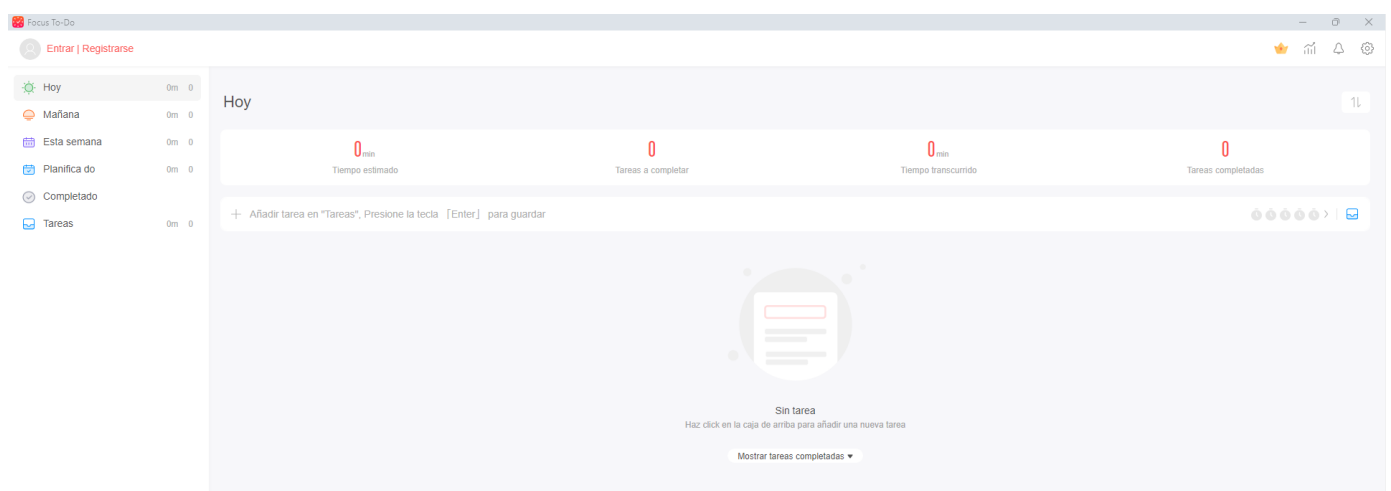 Focus To-Do
Entrar | Registrarse
Hoy 0m 0
Mañana 0m 0
Esta semana 0m 0
Planifica do 0m 0
Completado
Tareas 0m 0
Hoy
0min 0 0min 0
Tiempo estimado Tareas a completar Tiempo transcurrido Tareas completadas
Añadir tarea en "Tareas", Presione la tecla「Enter」 para guardar
Sin tarea
Haz click en la caja de arriba para añadir una nueva tarea
Mostrar tareas completadas